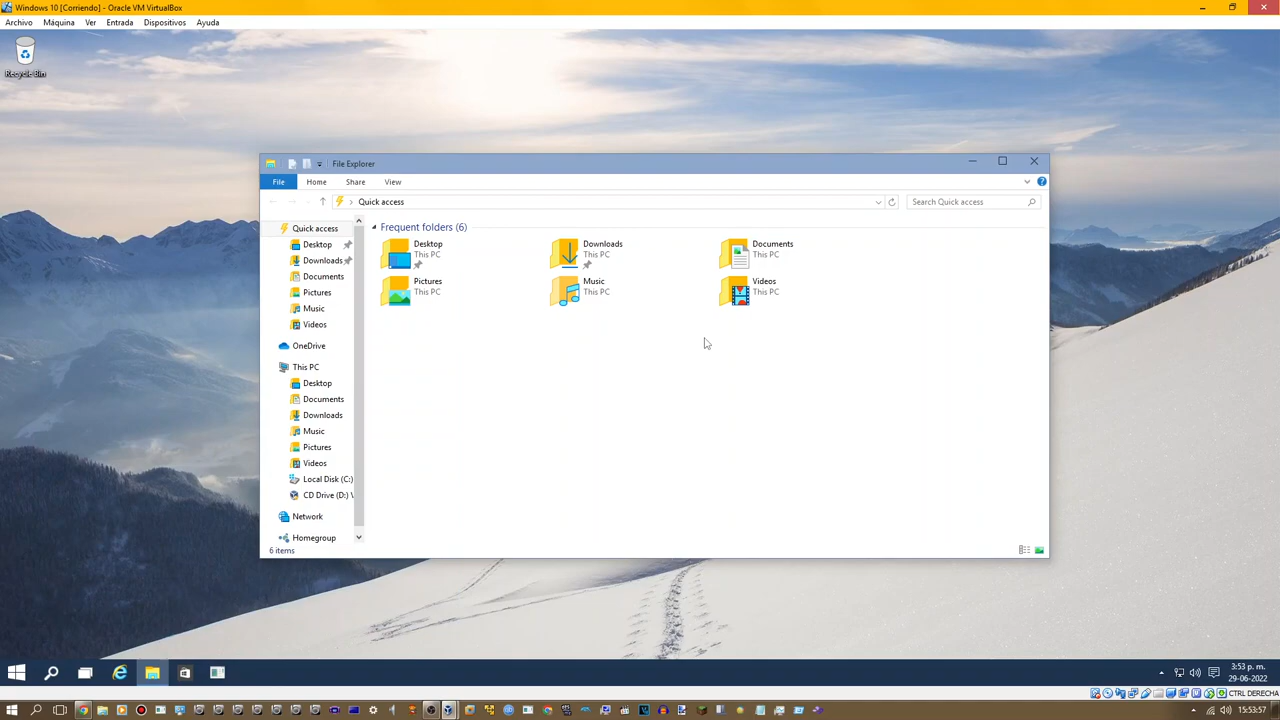 Windows 10 [Corriendo] - Oracle VM VirtualBox
Archivo Máquina Ver Entrada Dispositivos Ayuda
Recycle Bin
File Explorer
File Home Share View
Quick access
Search Quick access
Quick access
Desktop
Downloads
Documents
Pictures
Music
Videos
OneDrive
This PC
Desktop
Documents
Downloads
Music
Pictures
Videos
Local Disk (C:)
CD Drive (D:) \
Network
Homegroup
Frequent folders (6)
Desktop
This PC
Downloads
This PC
Documents
This PC
Pictures
This PC
Music
This PC
Videos
This PC
6 items
3:53 p. m.
29-06-2022
CTRL DERECHA
15:53:57